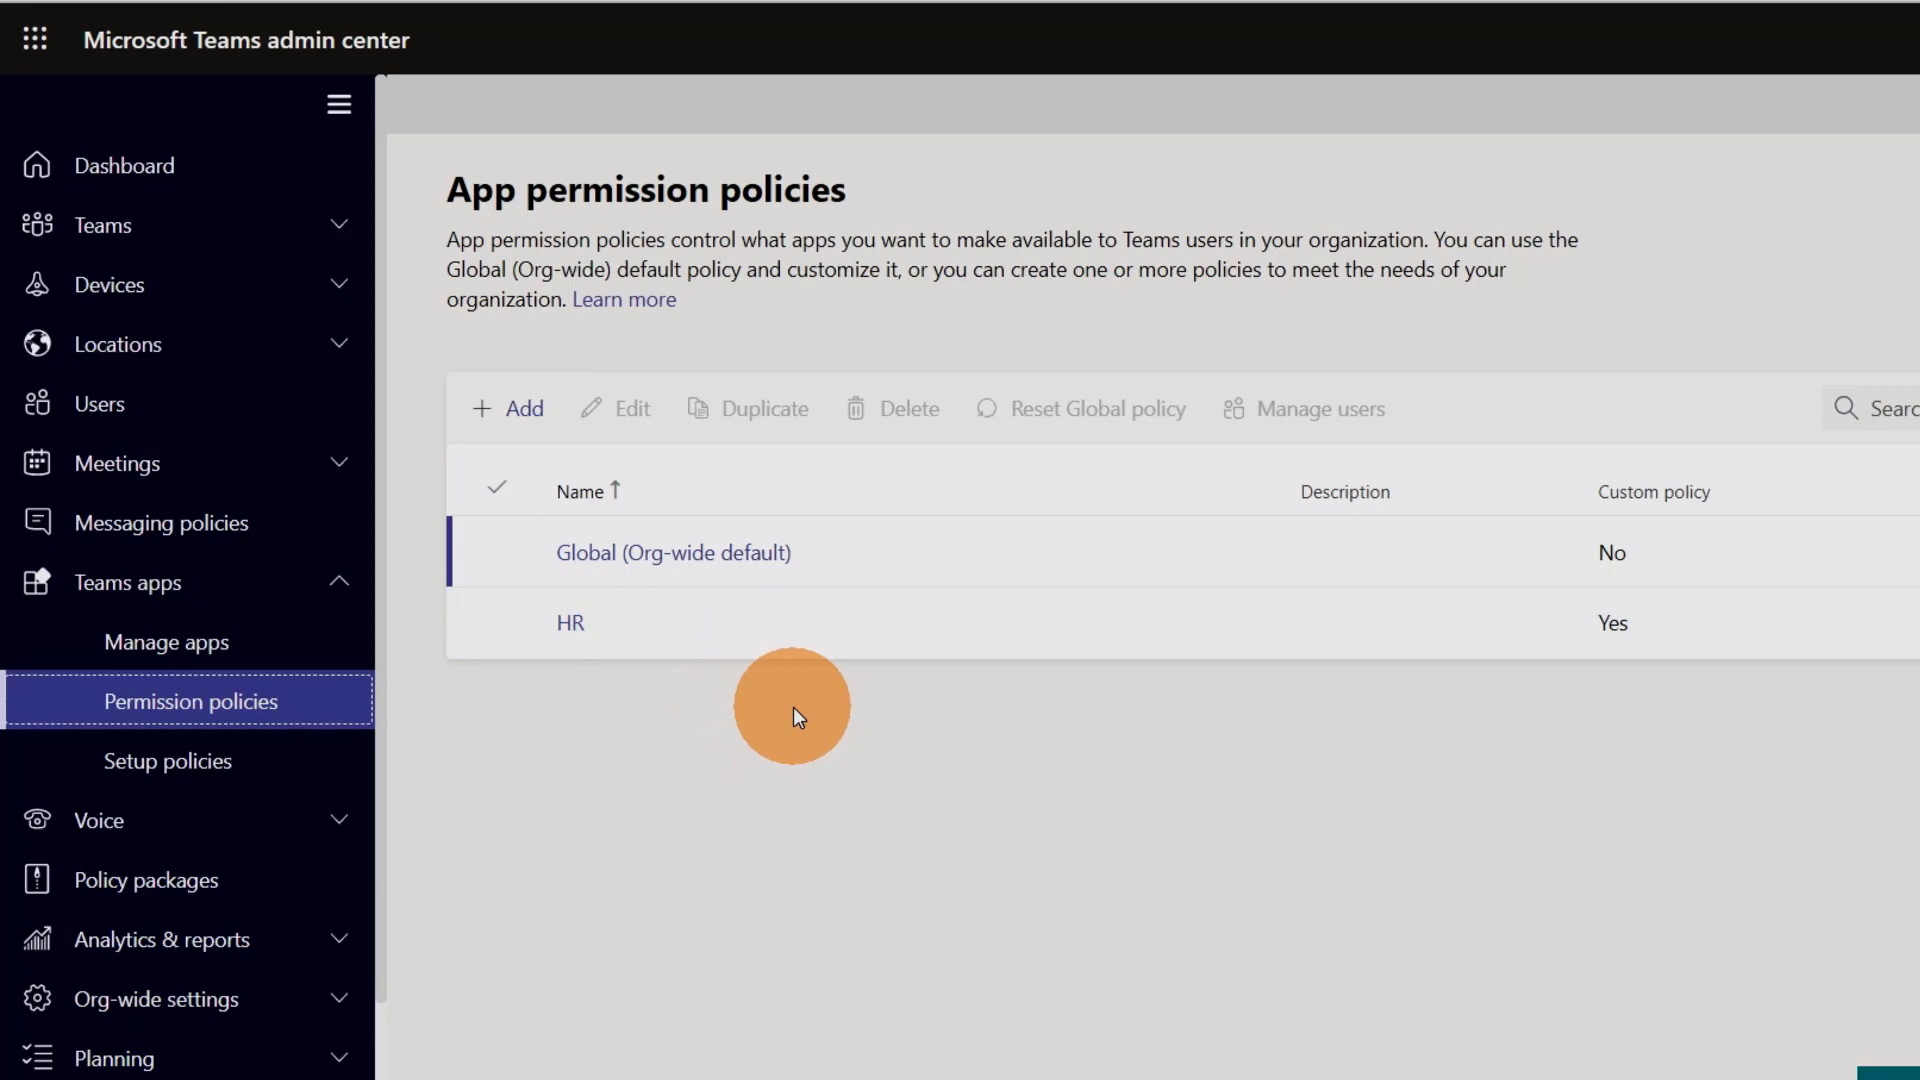 Microsoft Teams admin center
Dashboard
Teams
Devices
Locations
Users
Meetings
Messaging policies
Teams apps
Manage apps
Permission policies
Setup policies
Voice
Policy packages
Analytics & reports
Org-wide settings
Planning
App permission policies
App permission policies control what apps you want to make available to Teams users in your organization. You can use the
Global (Org-wide) default policy and customize it, or you can create one or more policies to meet the needs of your
organization. Learn more
Add Edit Duplicate Delete Reset Global policy Manage users Searc
Name Description Custom policy
Global (Org-wide default) No
HR Yes